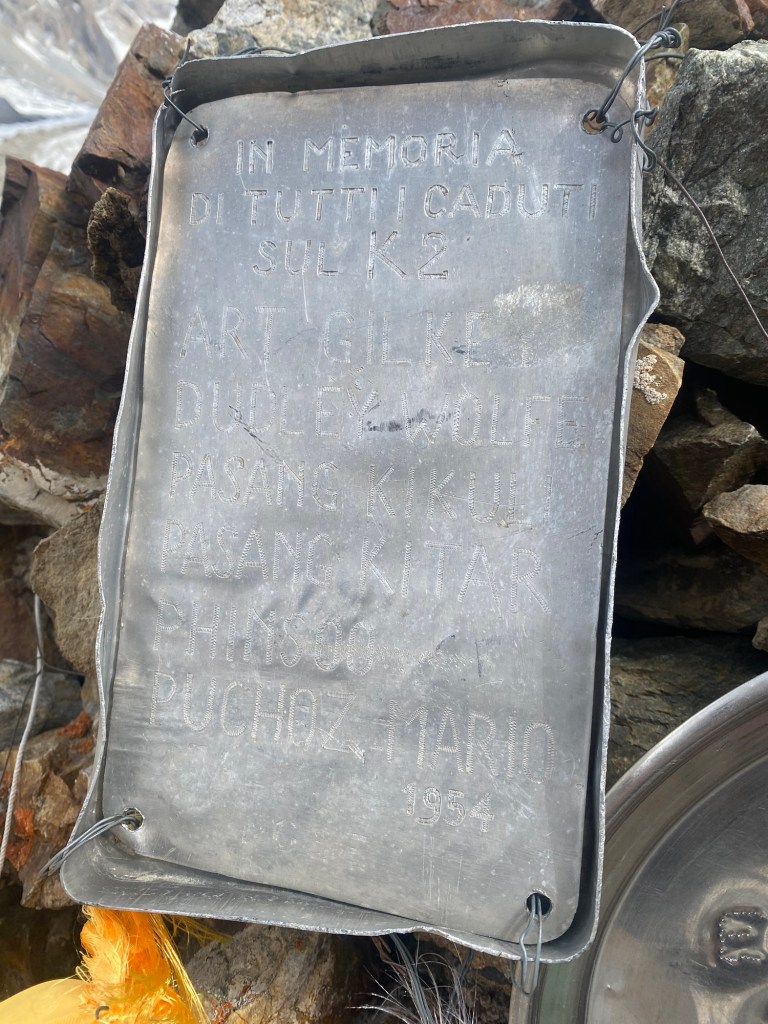 IN MEMORIA
DI TUTTI I CADUTI
SUL K2
ART GILKEY
DUDLEY WOLFE
PASANG KIKULI
PASANG KITAR
PHINSOO
PUCHOZ MARIO
1954